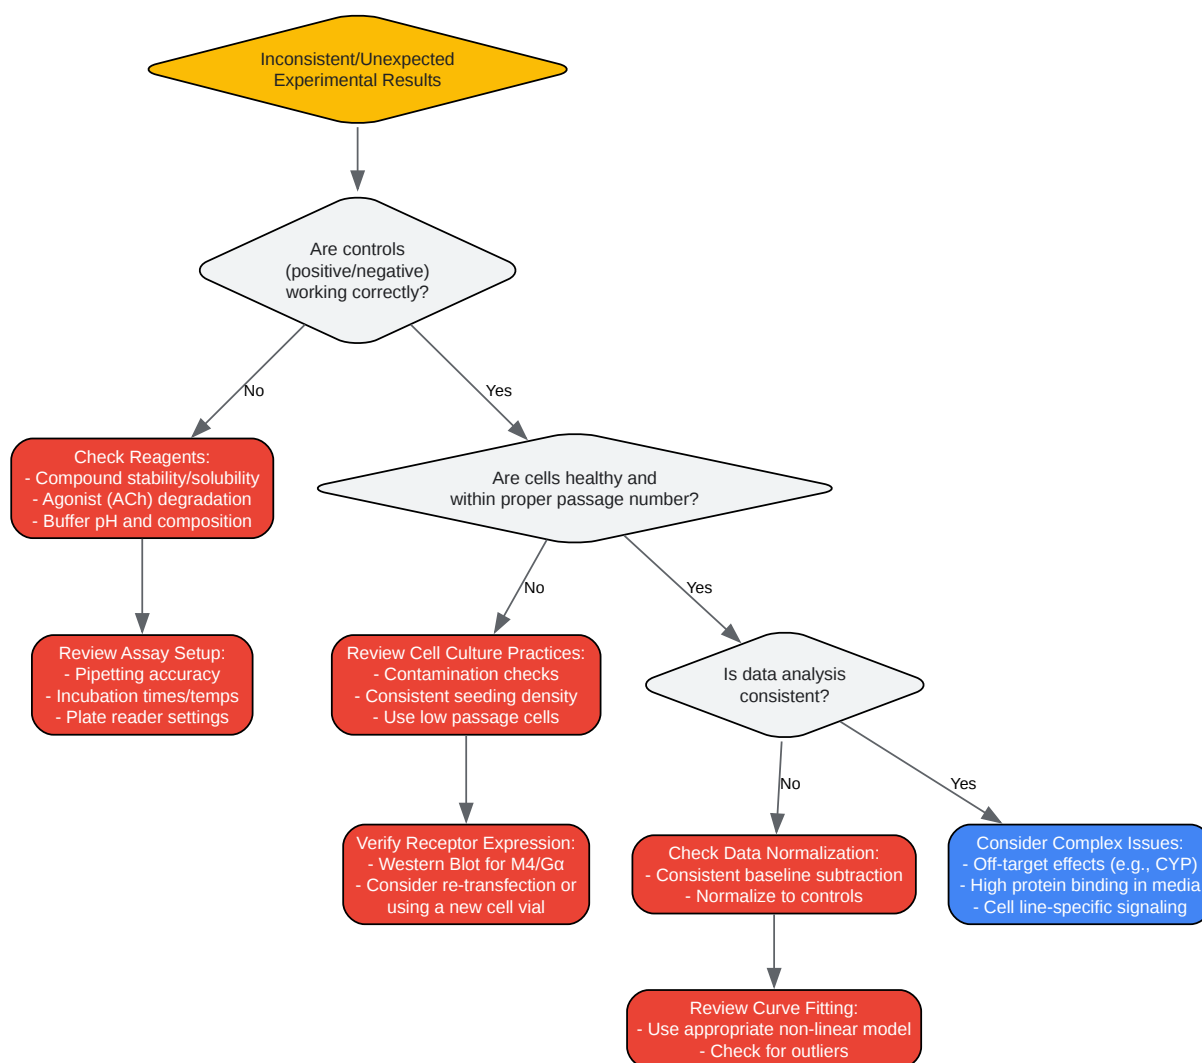 Inconsistent/Unexpected
Experimental Results
Are controls
(positive/negative)
working correctly?
No
Yes
Check Reagents:
- Compound stability/solubility
- Agonist (ACh) degradation
- Buffer pH and composition
Are cells healthy and
within proper passage number?
No
Yes
Review Assay Setup:
- Pipetting accuracy
- Incubation times/temps
- Plate reader settings
Review Cell Culture Practices:
- Contamination checks
- Consistent seeding density
- Use low passage cells
Is data analysis
consistent?
No
Yes
Verify Receptor Expression:
- Western Blot for M4/Gα
- Consider re-transfection or
using a new cell vial
Check Data Normalization:
- Consistent baseline subtraction
- Normalize to controls
Consider Complex Issues:
- Off-target effects (e.g., CYP)
- High protein binding in media
- Cell line-specific signaling
Review Curve Fitting:
- Use appropriate non-linear model
- Check for outliers